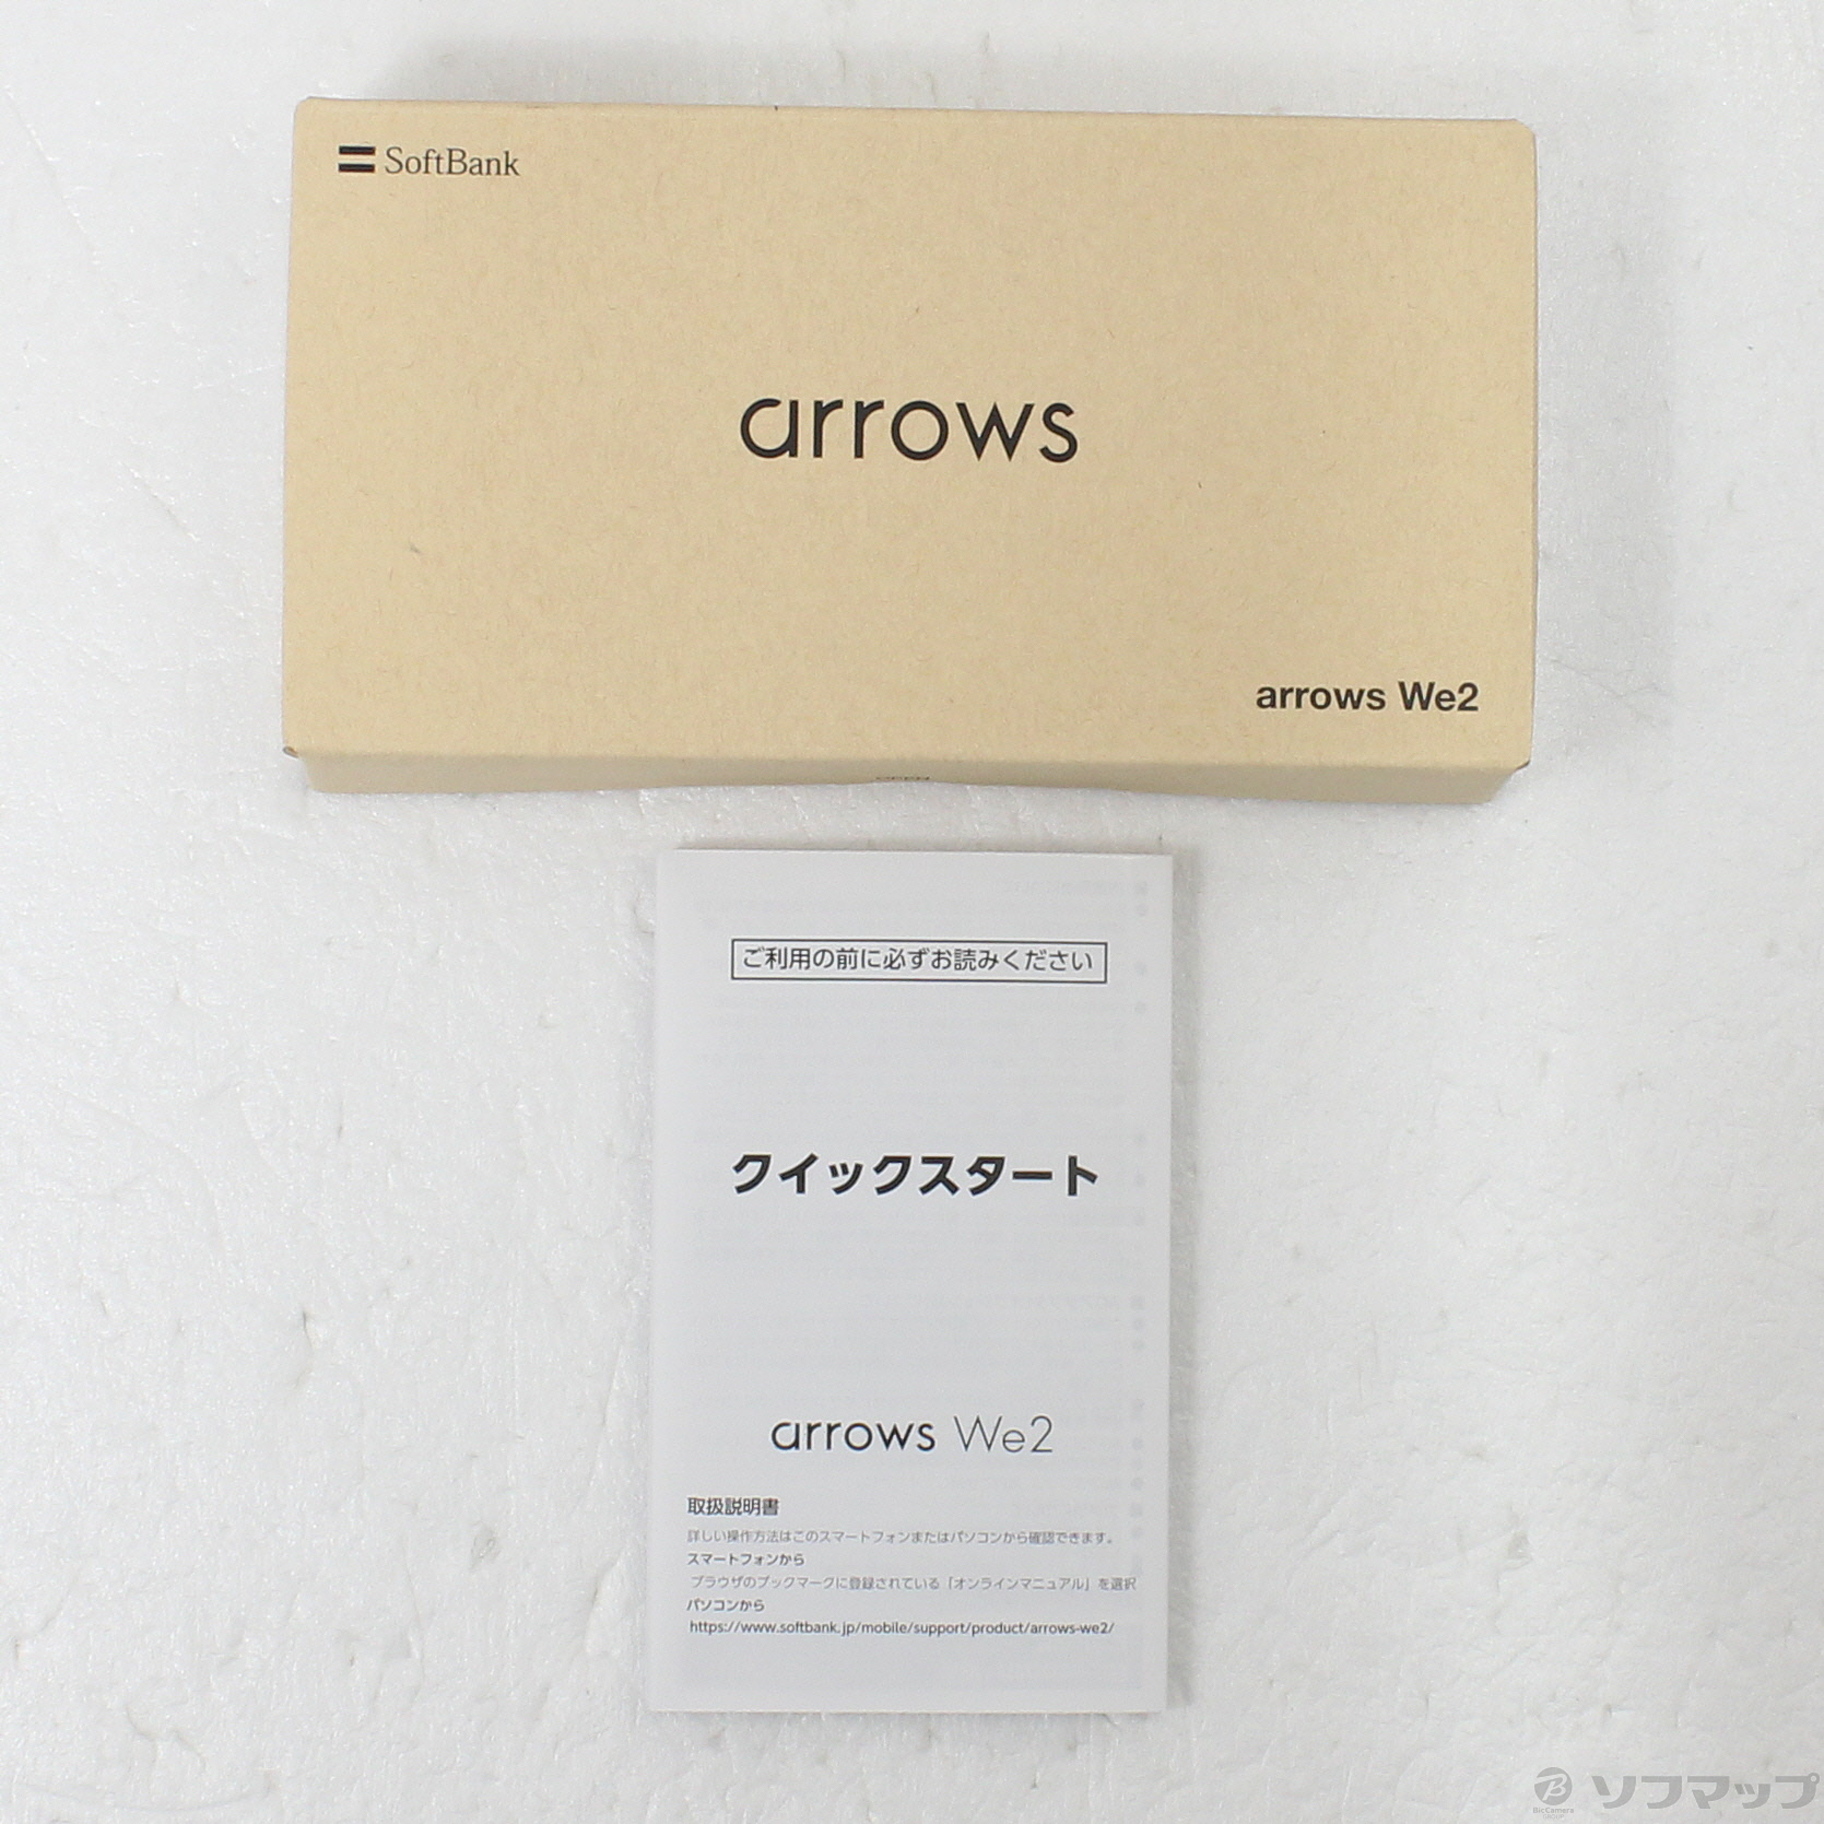 SoftBank
arrows
arrows We2
OPEN
ご利用の前に必ずお読みください
クイックスタート
arrows We2
取扱説明書
詳しい操作方法はこのスマートフォンまたはパソコンから確認できます。
スマートフォンから
ブラウザのブックマークに登録されている「オンラインマニュアル」を選択
パソコンから
https://www.softbank.jp/mobile/support/product/arrows-we2/
B ソフマップ
BicCamera
GROUP